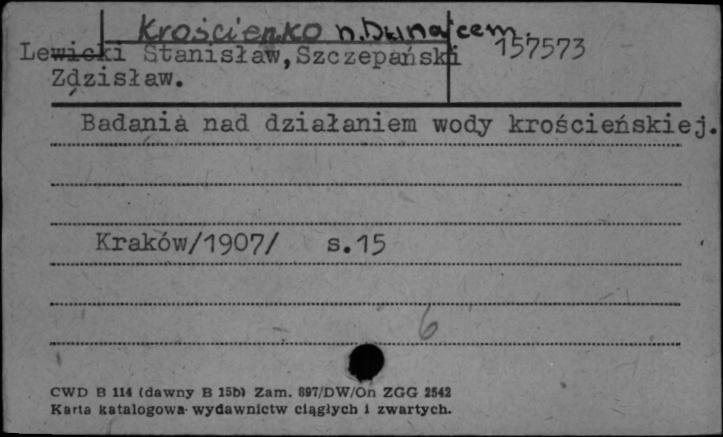 Krościenko n. Dunajcem.
157573
Lewicki Stanisław, Szczepański
Zdzisław.
Badania nad działaniem wody krościeńskiej.
Kraków/1907/ s.15
6
CWD B 114 (dawny B 15b) Zam. 897/DW/On ZGG 2542
Karta katalogowa wydawnictw ciągłych i zwartych.